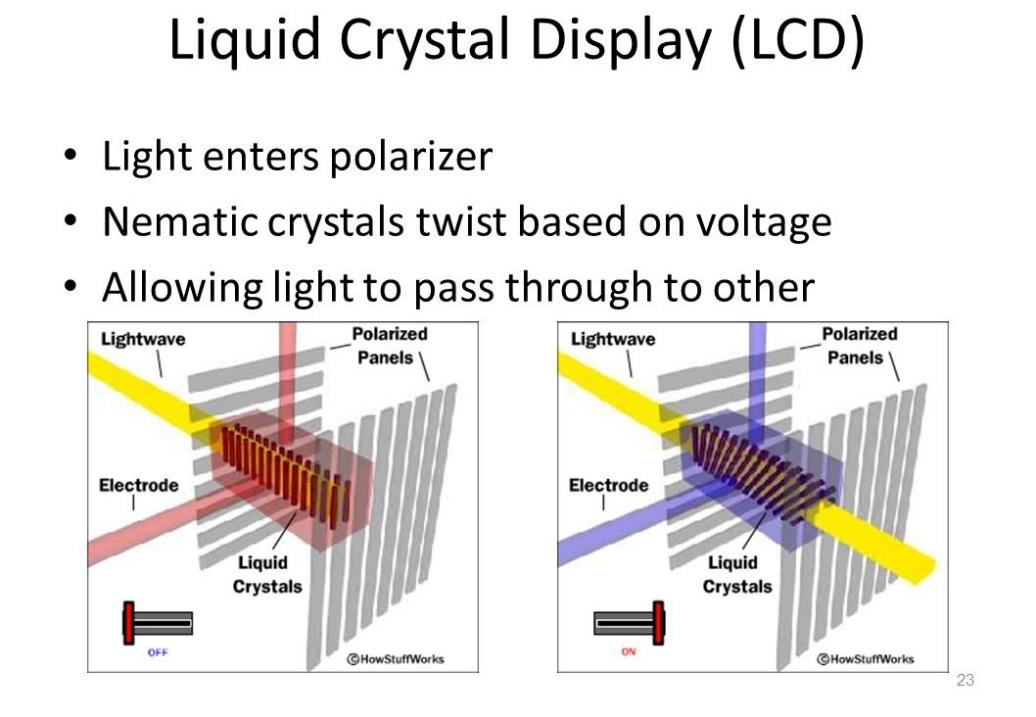 Liquid Crystal Display (LCD)
• Light enters polarizer
• Nematic crystals twist based on voltage
• Allowing light to pass through to other
Lightwave
Polarized
Panels
Electrode
Liquid
Crystals
OFF
©HowStuffWorks
Lightwave
Polarized
Panels
Electrode
Liquid
Crystals
ON
©HowStuffWorks
23